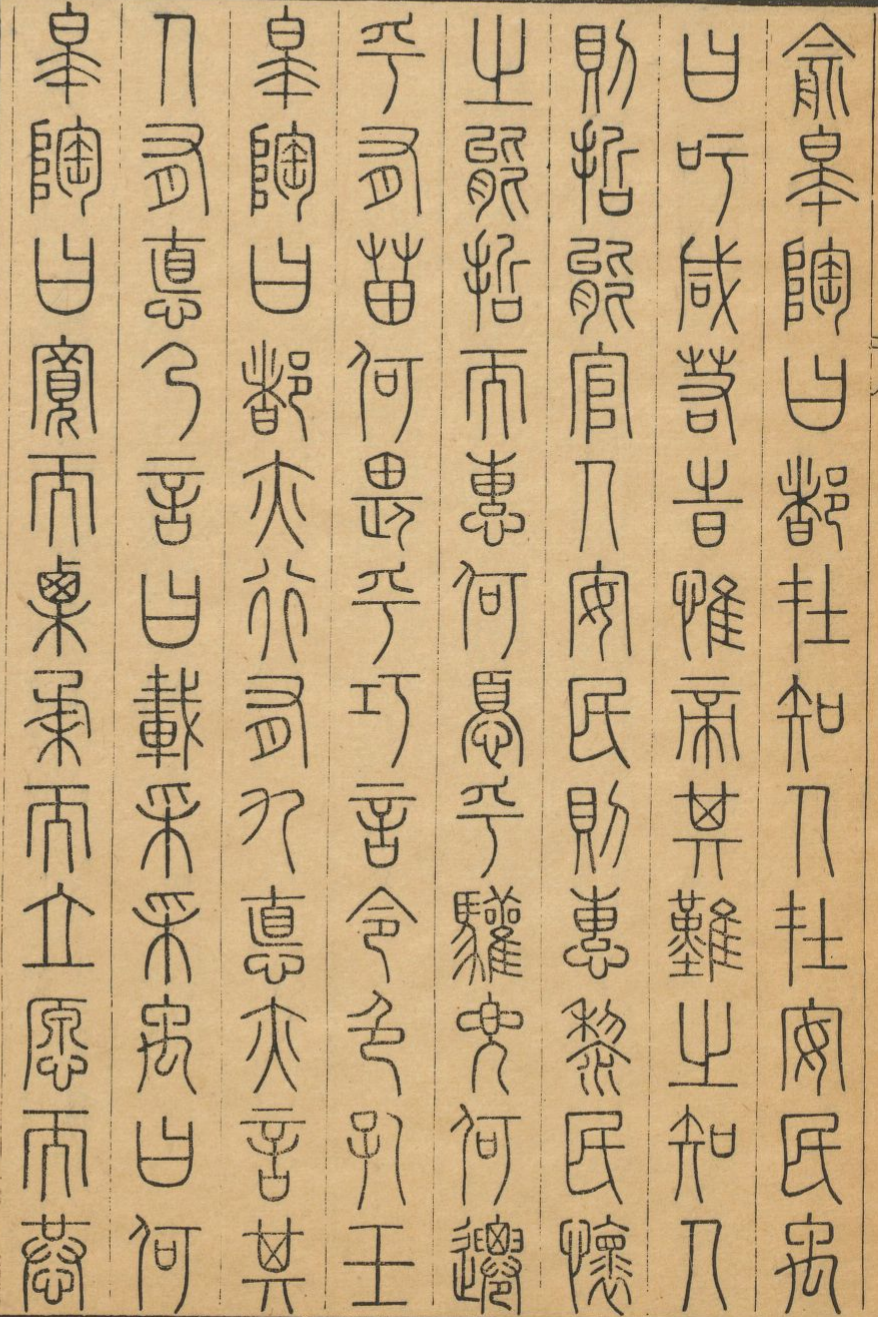 俞皋陶曰都在知人在安民禹
曰吁咸若旹惟帝其難之知人
則哲能官人安民則惠黎民懷
之能哲而惠何憂乎驩兜何遷
乎有苗何畏乎巧言令色孔壬
皋陶曰都亦行有九悳亦言其
人有悳乃言曰載采采禹曰何
皋陶曰寬而栗柔而立愿而恭